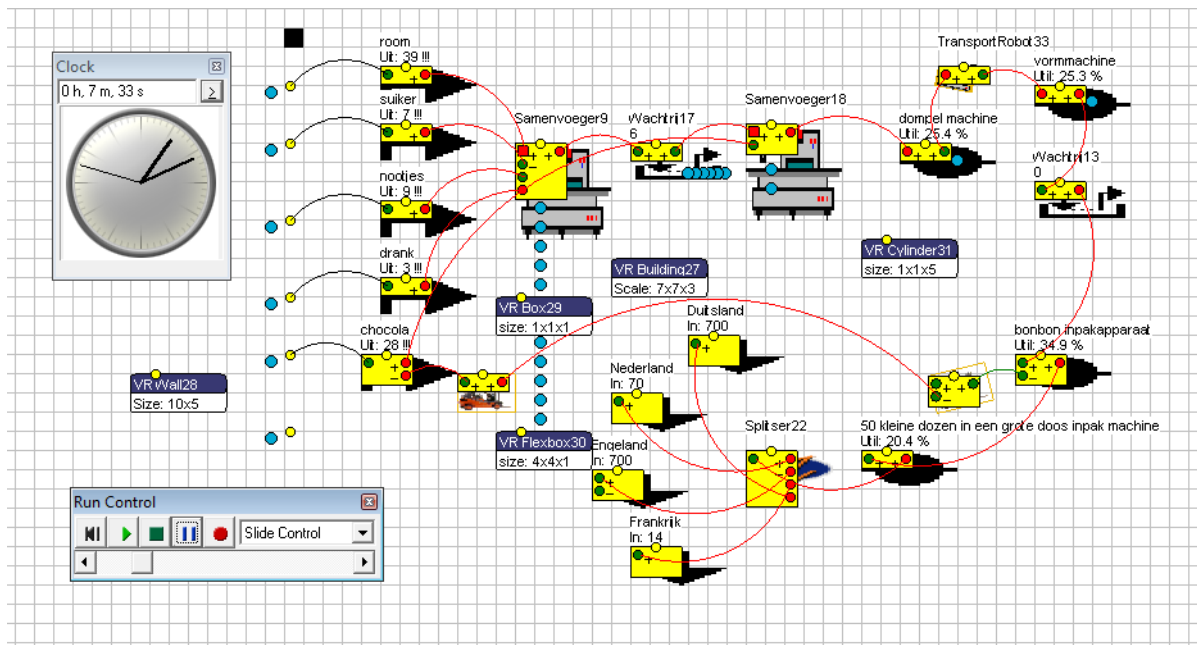 Clock
0 h, 7 m, 33 s
>
room
Uit: 39 !!!
suiker
Uit: 7 !!!
nootjes
Uit: 9 !!!
drank
Uit: 3 !!!
chocola
Uit: 28 !!!
Samenvoeger9
Wachtrij17
6
Samenvoeger18
TransportRobot33
vormmachine
Util: 25.3 %
dompel machine
Util: 25.4 %
Wachtrij13
0
VR Cylinder31
size: 1x1x5
VR Building27
Scale: 7x7x3
VR Box29
size: 1x1x1
VR Wall28
Size: 10x5
VR Flexbox30
size: 4x4x1
Duitsland
In: 700
Nederland
In: 70
Engeland
In: 700
Frankrijk
In: 14
Splitser22
bonbon inpakapparaat
Util: 34.9 %
50 kleine dozen in een grote doos inpak machine
Util: 20.4 %
Run Control
Slide Control